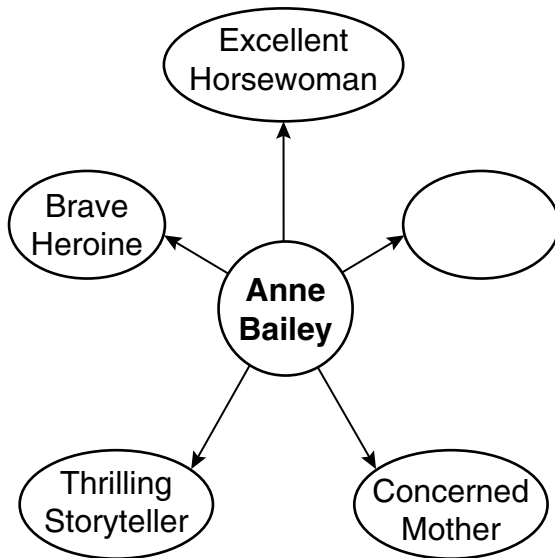 Excellent
Horsewoman
Brave
Heroine
Anne
Bailey
Thrilling
Storyteller
Concerned
Mother